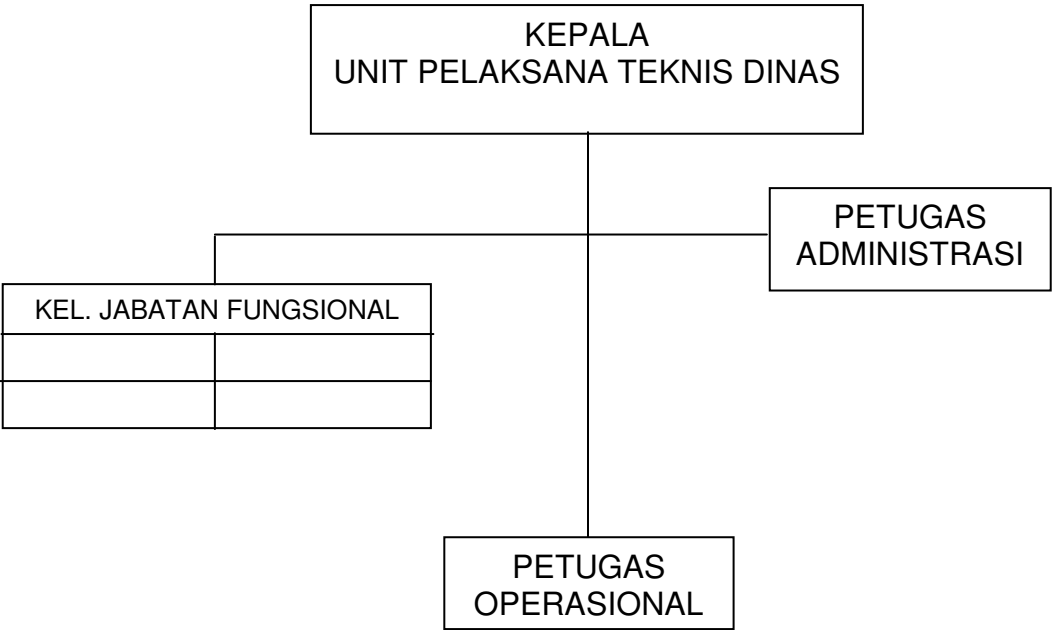 KEPALA
UNIT PELAKSANA TEKNIS DINAS
PETUGAS
ADMINISTRASI
KEL. JABATAN FUNGSIONAL
PETUGAS
OPERASIONAL